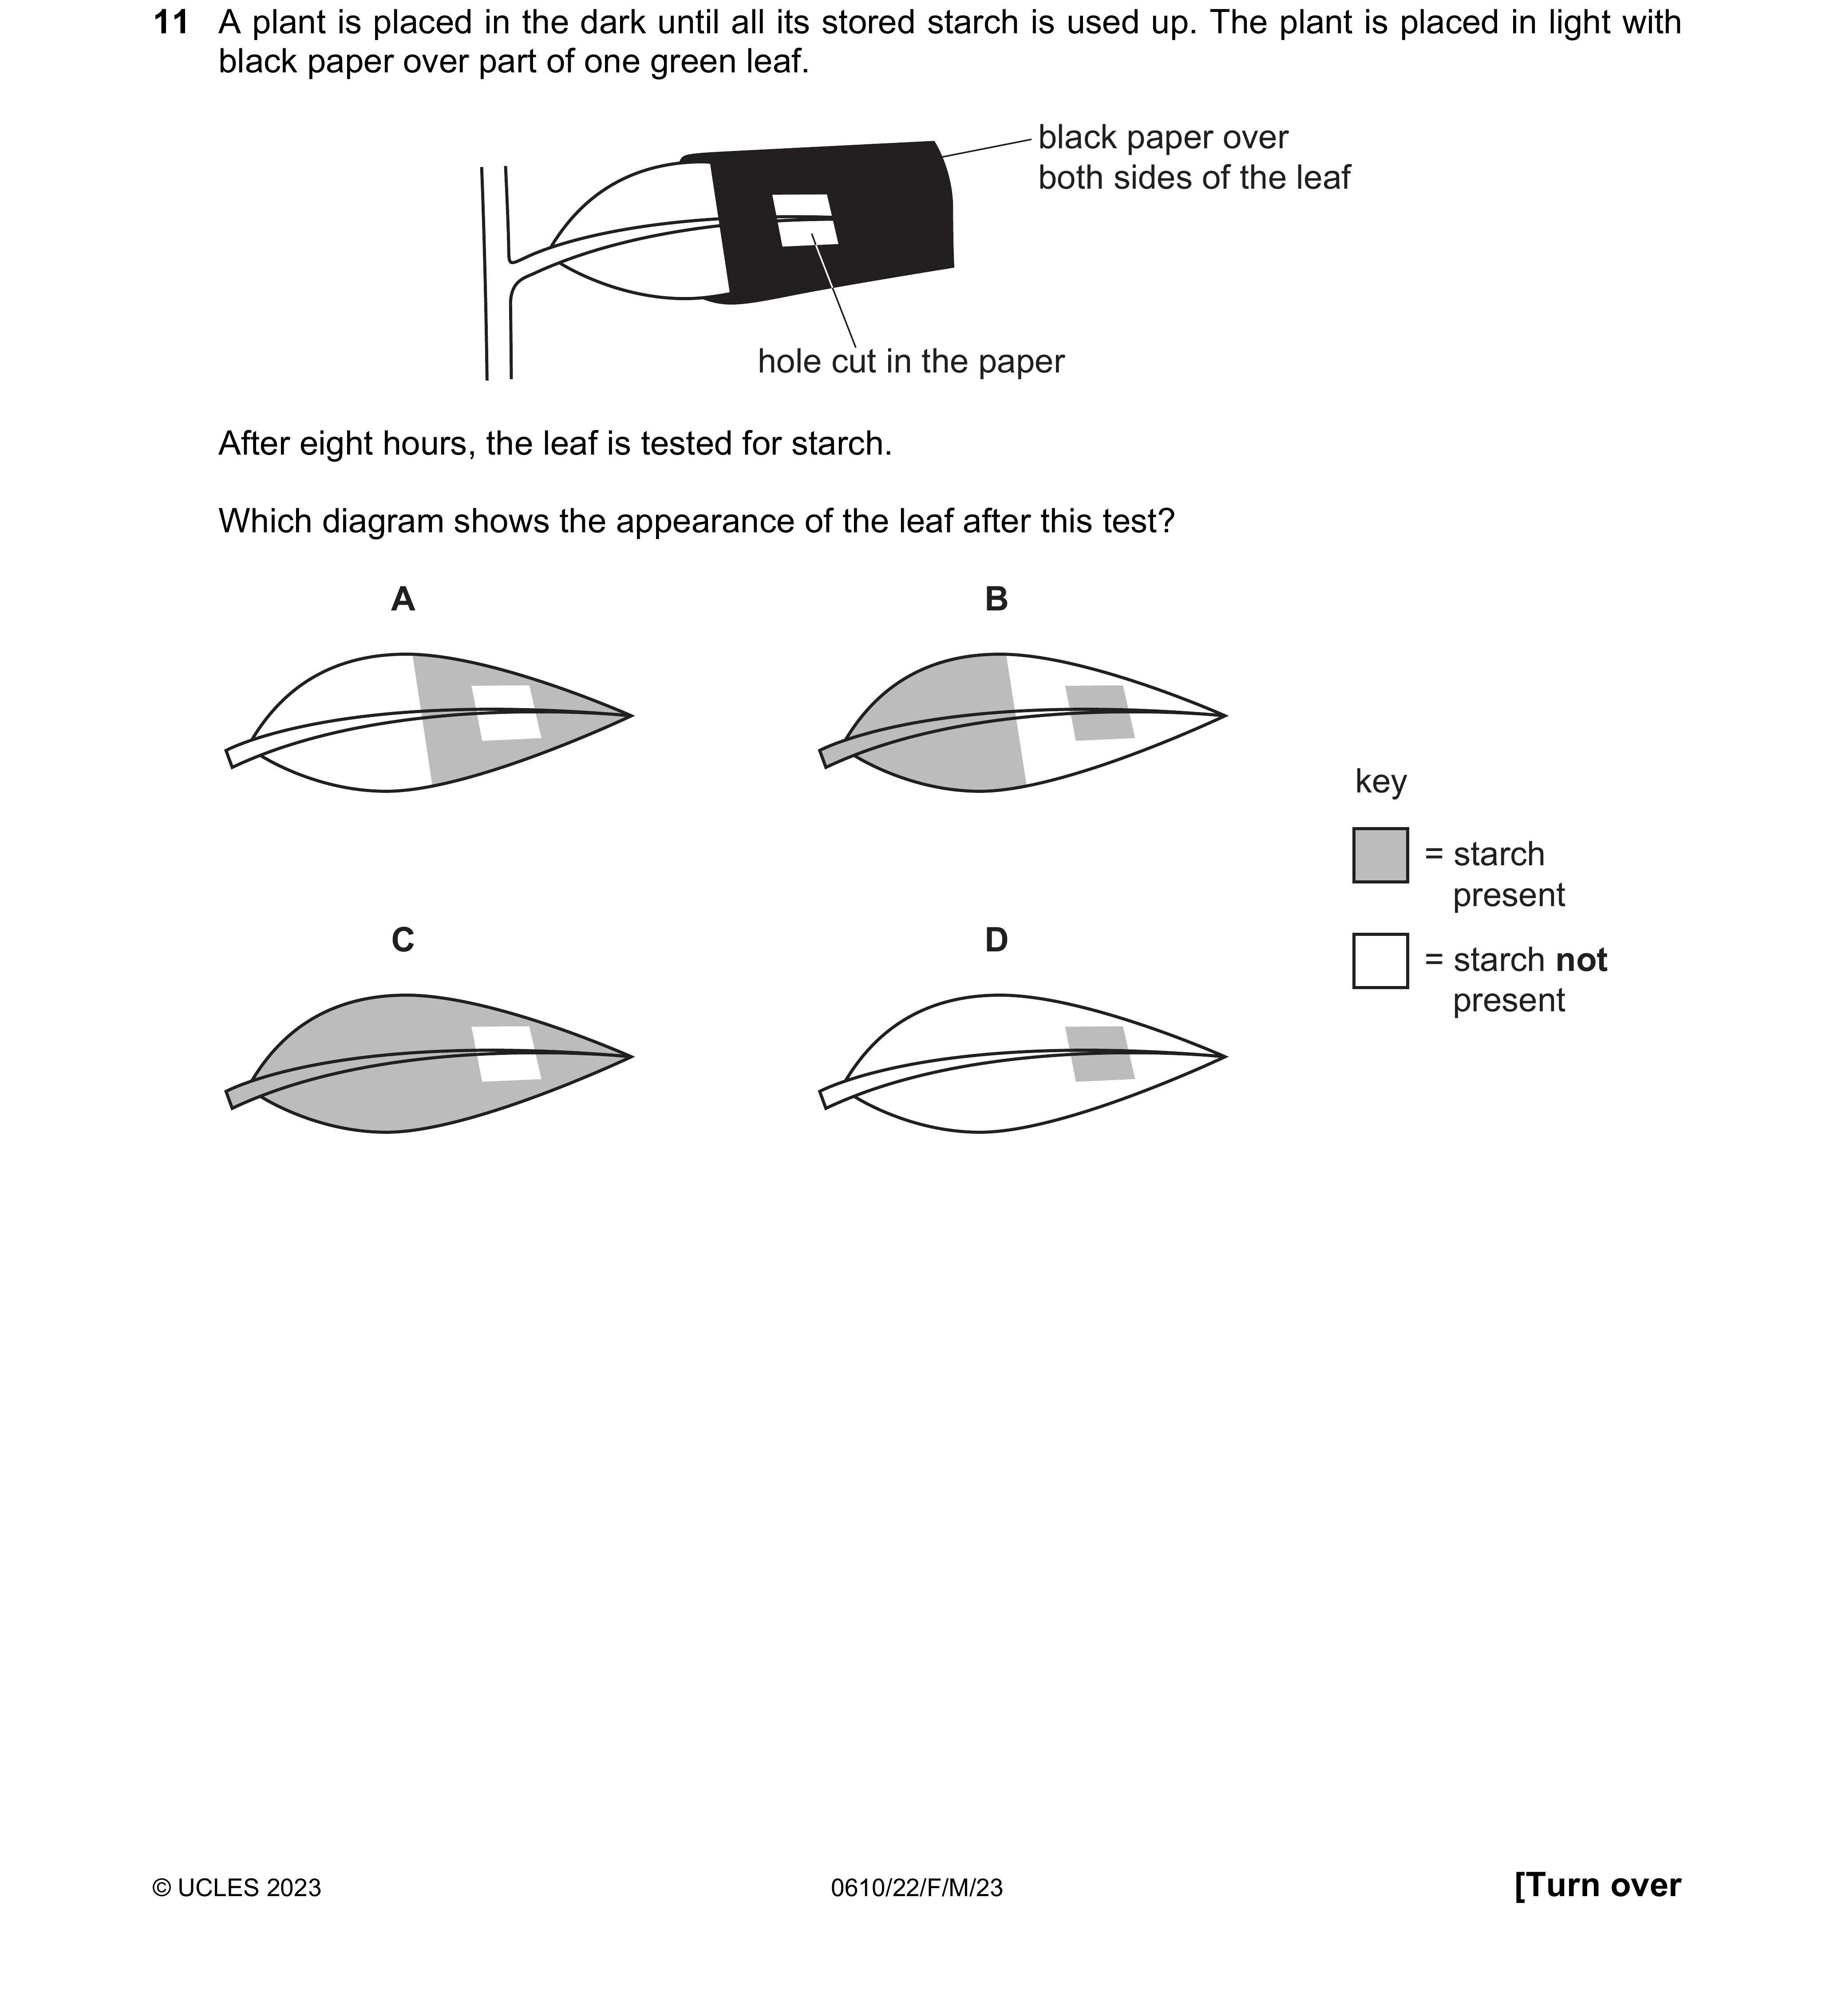 11 A plant is placed in the dark until all its stored starch is used up. The plant is placed in light with
black paper over part of one green leaf.
black paper over
both sides of the leaf
hole cut in the paper
After eight hours, the leaf is tested for starch.
Which diagram shows the appearance of the leaf after this test?
A
B
key
= starch
present
C
D
= starch not
present
© UCLES 2023
0610/22/F/M/23
[Turn over